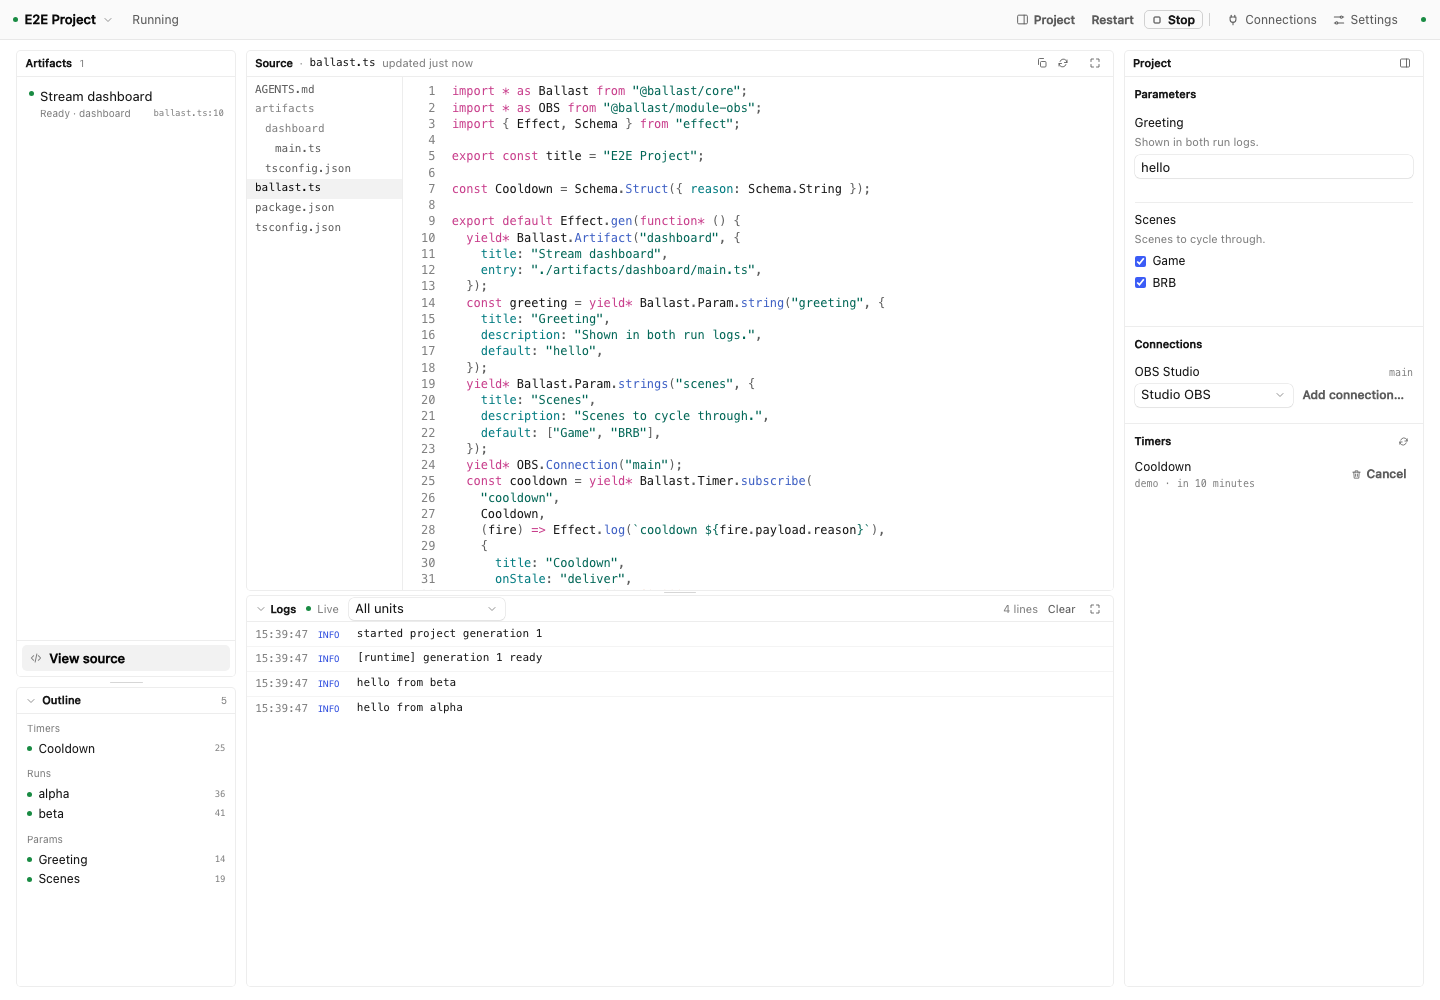 E2E Project Running Project Restart Stop Connections Settings
Artifacts 1
Stream dashboard
Ready · dashboard ballast.ts:10
View source
Outline 5
Timers
Cooldown 25
Runs
alpha 36
beta 41
Params
Greeting 14
Scenes 19
Source · ballast.ts updated just now
AGENTS.md
artifacts
dashboard
main.ts
tsconfig.json
ballast.ts
package.json
tsconfig.json
1 import * as Ballast from "@ballast/core";
2 import * as OBS from "@ballast/module-obs";
3 import { Effect, Schema } from "effect";
4
5 export const title = "E2E Project";
6
7 const Cooldown = Schema.Struct({ reason: Schema.String });
8
9 export default Effect.gen(function* () {
10 yield* Ballast.Artifact("dashboard", {
11 title: "Stream dashboard",
12 entry: "./artifacts/dashboard/main.ts",
13 });
14 const greeting = yield* Ballast.Param.string("greeting", {
15 title: "Greeting",
16 description: "Shown in both run logs.",
17 default: "hello",
18 });
19 yield* Ballast.Param.strings("scenes", {
20 title: "Scenes",
21 description: "Scenes to cycle through.",
22 default: ["Game", "BRB"],
23 });
24 yield* OBS.Connection("main");
25 const cooldown = yield* Ballast.Timer.subscribe(
26 "cooldown",
27 Cooldown,
28 (fire) => Effect.log(`cooldown ${fire.payload.reason}`),
29 {
30 title: "Cooldown",
31 onStale: "deliver",
Logs Live All units 4 lines Clear
15:39:47 INFO started project generation 1
15:39:47 INFO [runtime] generation 1 ready
15:39:47 INFO hello from beta
15:39:47 INFO hello from alpha
Project
Parameters
Greeting
Shown in both run logs.
hello
Scenes
Scenes to cycle through.
Game
BRB
Connections
OBS Studio main
Studio OBS Add connection...
Timers
Cooldown
demo · in 10 minutes Cancel